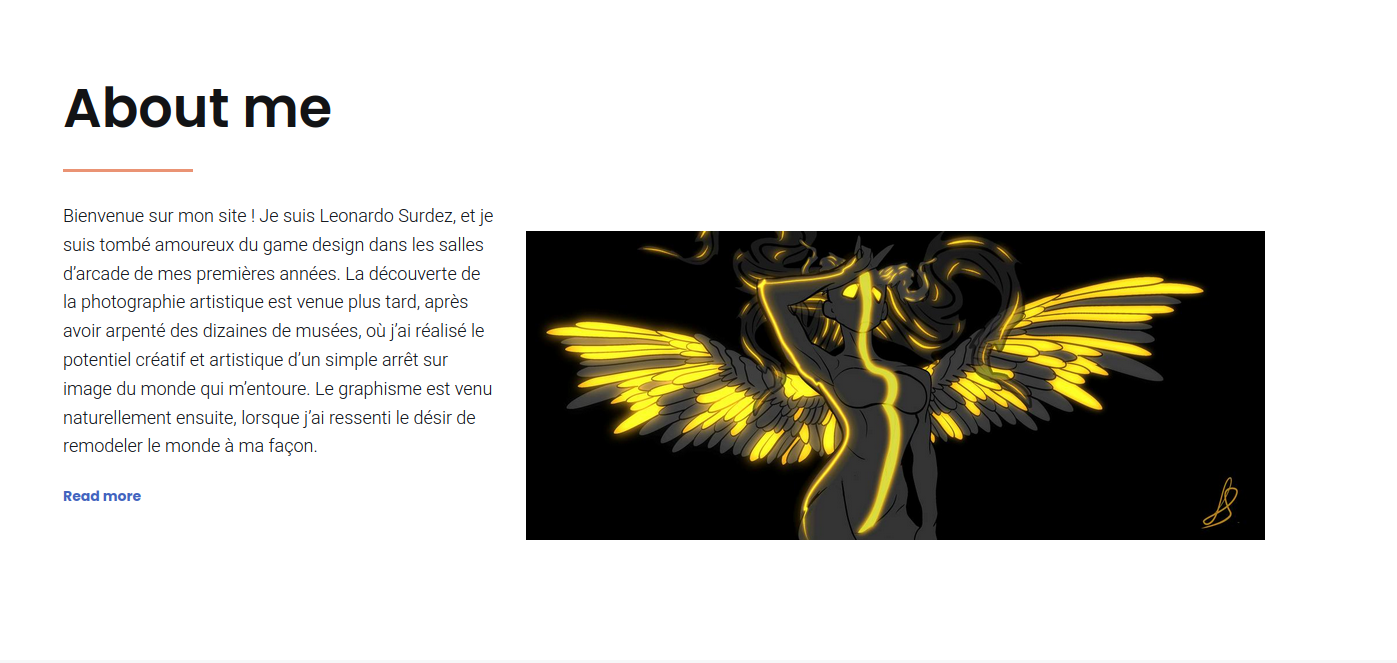 About me
Bienvenue sur mon site ! Je suis Leonardo Surdez, et je
suis tombé amoureux du game design dans les salles
d’arcade de mes premières années. La découverte de
la photographie artistique est venue plus tard, après
avoir arpenté des dizaines de musées, où j’ai réalisé le
potentiel créatif et artistique d’un simple arrêt sur
image du monde qui m’entoure. Le graphisme est venu
naturellement ensuite, lorsque j’ai ressenti le désir de
remodeler le monde à ma façon.
Read more